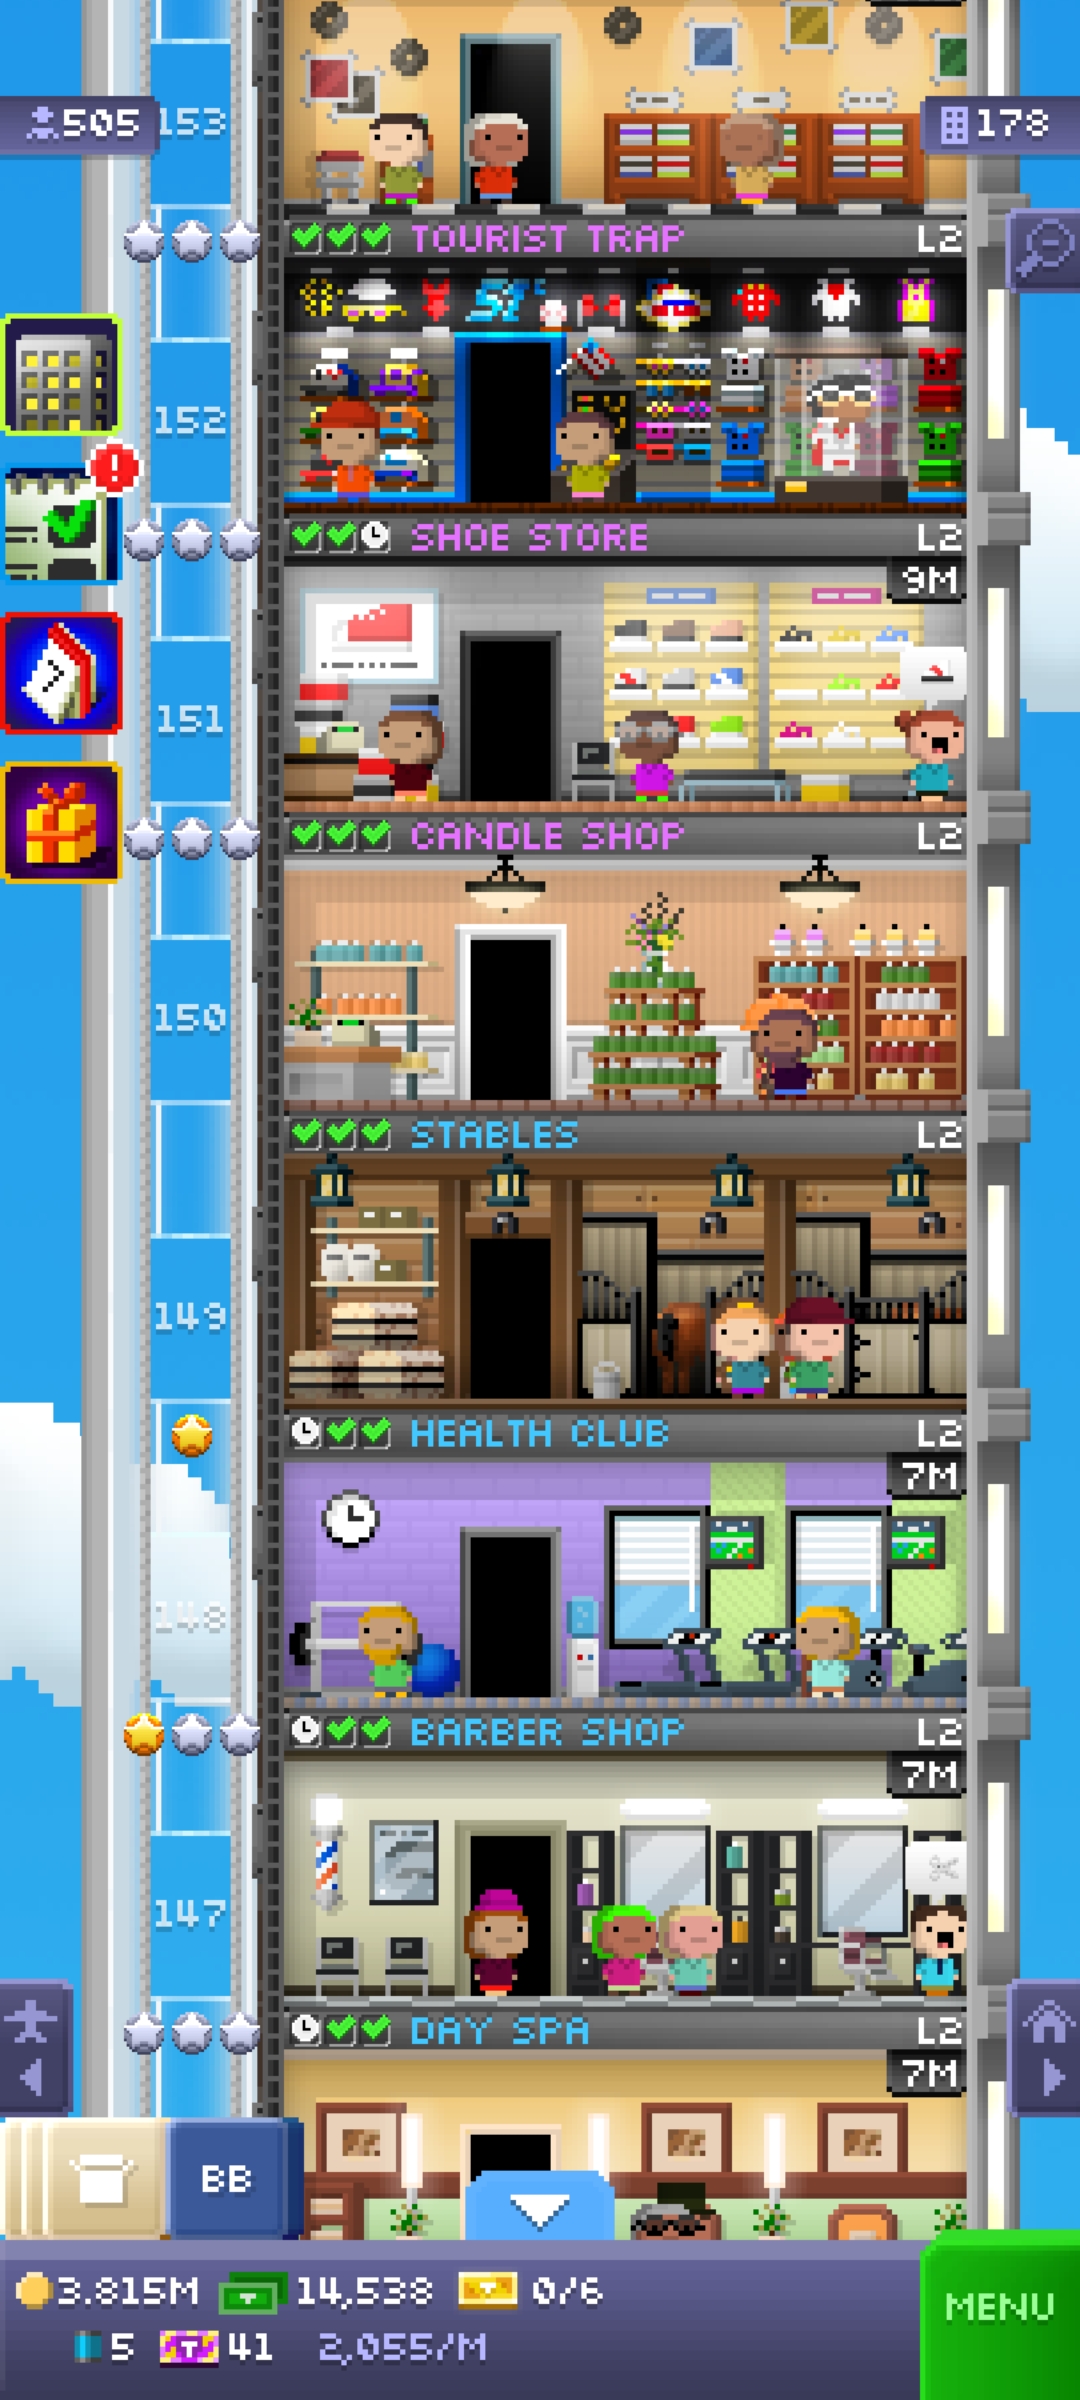 505
153
178
TOURIST TRAP L2
152
SHOE STORE L2
9M
7
151
CANDLE SHOP L2
150
STABLES L2
149
HEALTH CLUB L2
7M
148
BARBER SHOP L2
7M
147
DAY SPA L2
7M
BB
3.815M 14,538 0/6
MENU
5 T 41 2,055/M